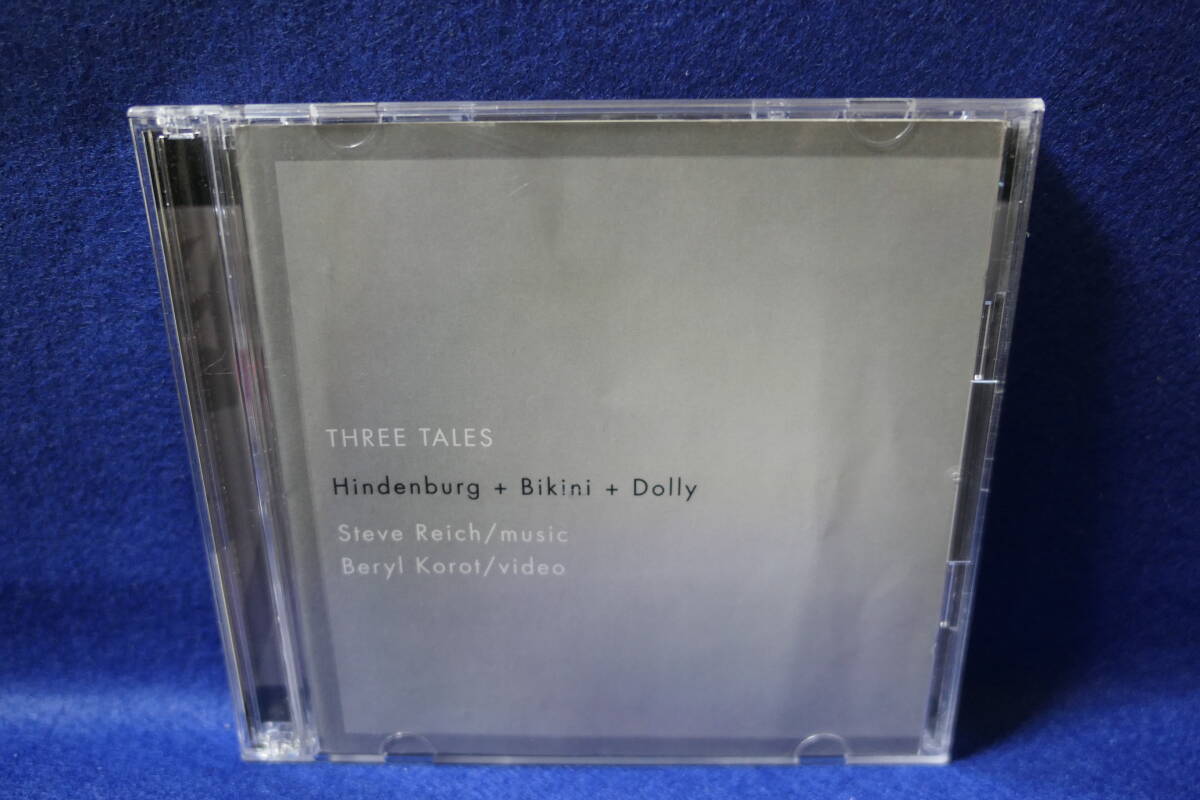 THREE TALES
Hindenburg + Bikini + Dolly
Steve Reich/music
Beryl Korot/video